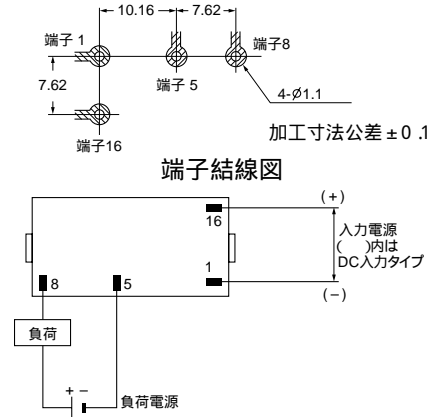 10.16
7.62
端子 1
端子8
7.62
端子 5
4-Ø1.1
端子16
加工寸法公差±0 .1
端子結線図
(+)
16
入力電源
( )内は
DC入力タイプ
8
5
1
(−)
負荷
+ −
負荷電源